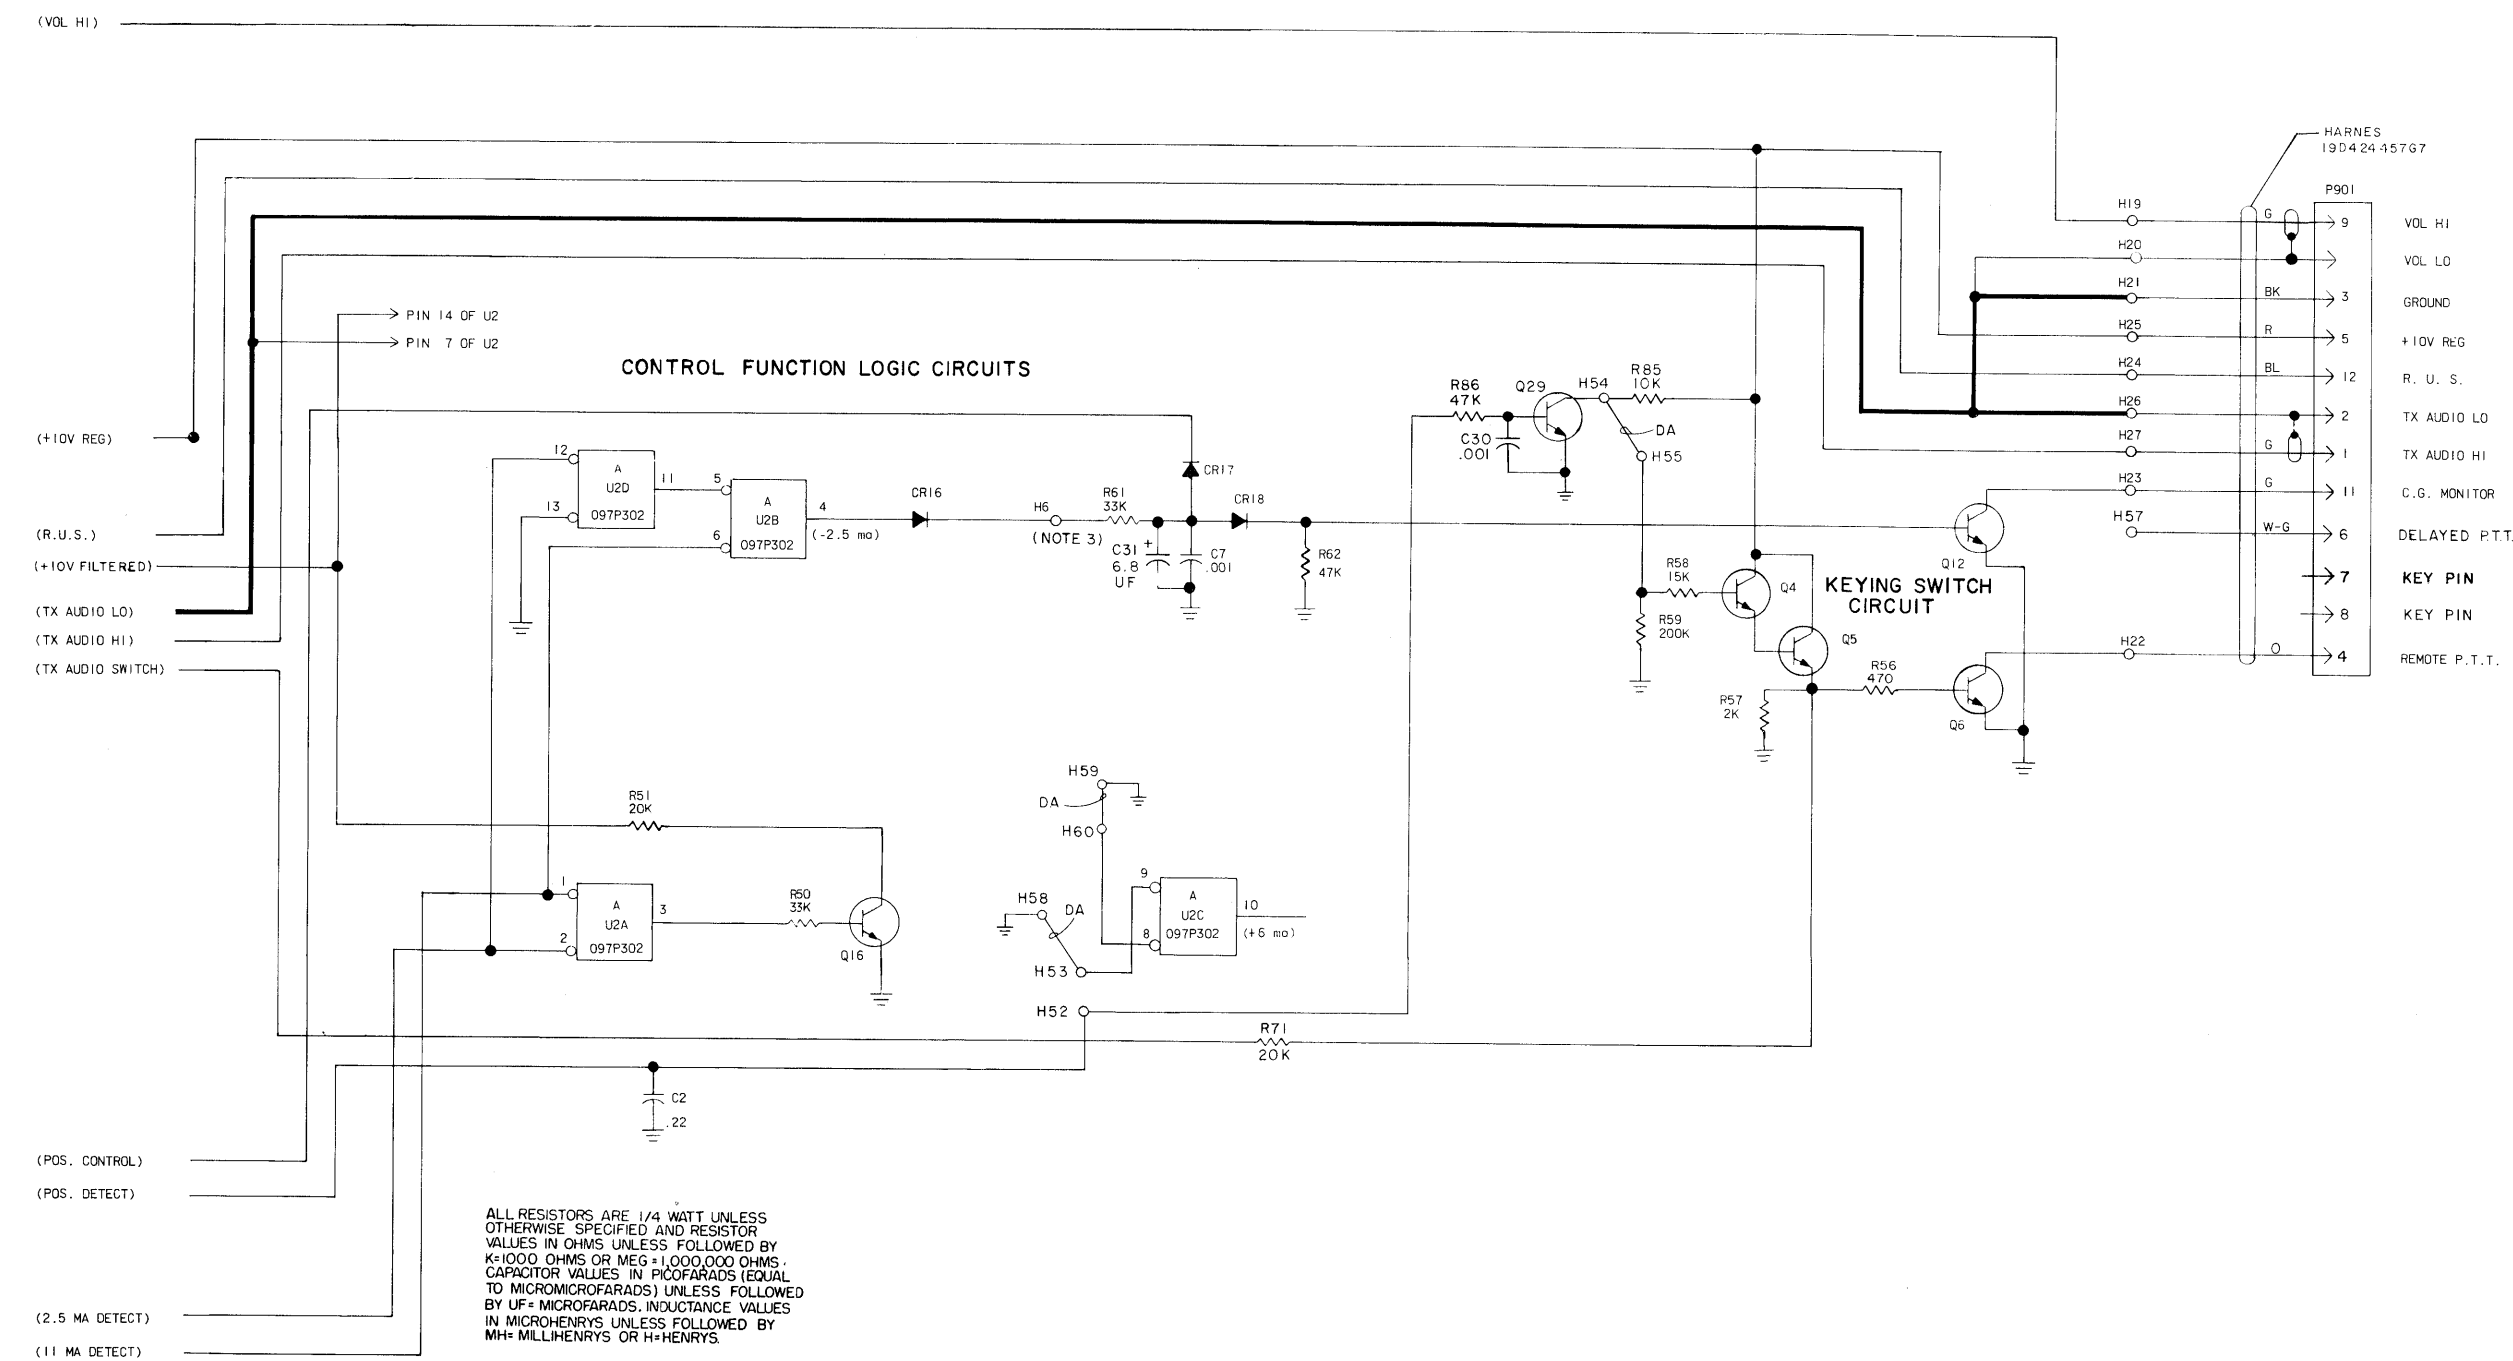 (VOL HI)
HARNES
19D424457G7
P901
H19
G
9
VOL HI
H20
VOL LO
H21
BK
3
GROUND
H25
R
5
+10V REG
H24
BL
12
R. U. S.
H26
2
TX AUDIO LO
H27
G
1
TX AUDIO HI
H23
G
11
C.G. MONITOR
H57
W-G
6
DELAYED P.T.T.
7
KEY PIN
8
KEY PIN
H22
O
4
REMOTE P.T.T.
PIN 14 OF U2
PIN 7 OF U2
CONTROL FUNCTION LOGIC CIRCUITS
(+10V REG)
(R.U.S.)
(+10V FILTERED)
(TX AUDIO LO)
(TX AUDIO HI)
(TX AUDIO SWITCH)
12
13
A
U2D
097P302
11
5
6
A
U2B
097P302
4
(-2.5 ma)
CR16
H6
(NOTE 3)
R61
33K
CR17
CR18
C31
+
6.8
UF
C7
.001
R62
47K
R86
47K
Q29
H54
R85
10K
C30
.001
DA
H55
R58
15K
Q4
R59
200K
KEYING SWITCH
CIRCUIT
Q12
Q5
R56
470
R57
2K
Q6
R51
20K
1
2
A
U2A
097P302
3
R50
33K
Q16
H59
DA
H60
H58
DA
H53
9
8
A
U2C
097P302
10
(+6 ma)
H52
R71
20K
C2
.22
(POS. CONTROL)
(POS. DETECT)
(2.5 MA DETECT)
(11 MA DETECT)
ALL RESISTORS ARE 1/4 WATT UNLESS
OTHERWISE SPECIFIED AND RESISTOR
VALUES IN OHMS UNLESS FOLLOWED BY
K=1000 OHMS OR MEG = 1,000,000 OHMS.
CAPACITOR VALUES IN PICOFARADS (EQUAL
TO MICROMICROFARADS) UNLESS FOLLOWED
BY UF= MICROFARADS. INDUCTANCE VALUES
IN MICROHENRYS UNLESS FOLLOWED BY
MH= MILLIHENRYS OR H=HENRYS.